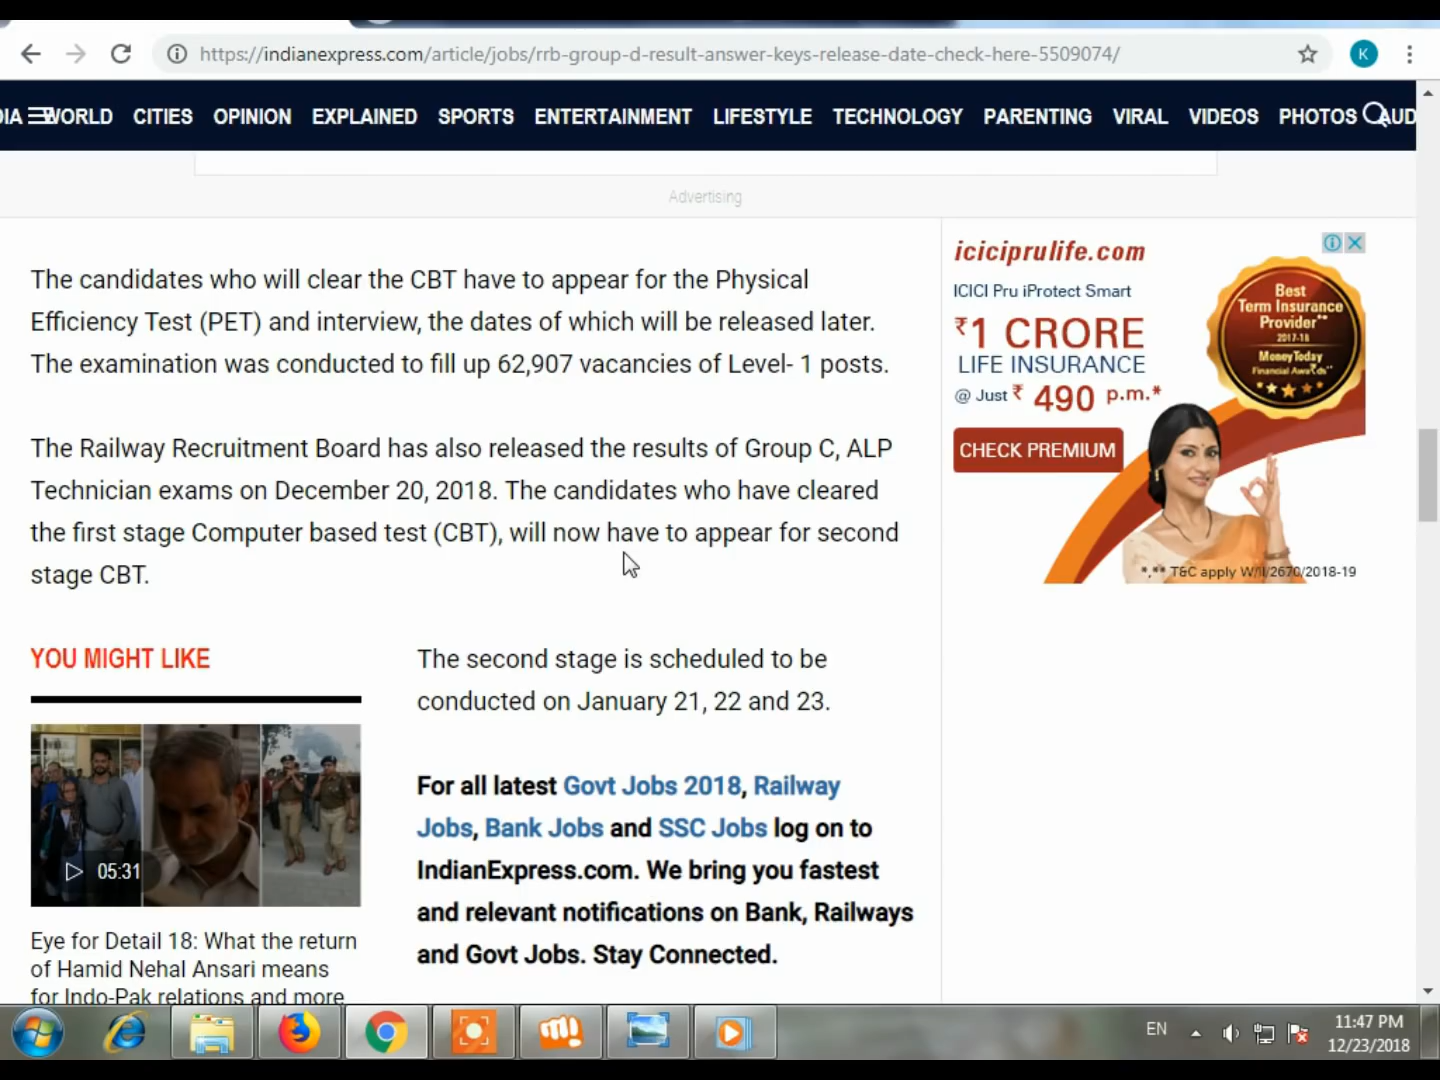 https://indianexpress.com/article/jobs/rrb-group-d-result-answer-keys-release-date-check-here-5509074/
K
DIA WORLD CITIES OPINION EXPLAINED SPORTS ENTERTAINMENT LIFESTYLE TECHNOLOGY PARENTING VIRAL VIDEOS PHOTOS AUD
Advertising
The candidates who will clear the CBT have to appear for the Physical
Efficiency Test (PET) and interview, the dates of which will be released later.
The examination was conducted to fill up 62,907 vacancies of Level- 1 posts.
The Railway Recruitment Board has also released the results of Group C, ALP
Technician exams on December 20, 2018. The candidates who have cleared
the first stage Computer based test (CBT), will now have to appear for second
stage CBT.
YOU MIGHT LIKE
05:31
Eye for Detail 18: What the return
of Hamid Nehal Ansari means
for Indo-Pak relations and more
The second stage is scheduled to be
conducted on January 21, 22 and 23.
For all latest Govt Jobs 2018, Railway
Jobs, Bank Jobs and SSC Jobs log on to
IndianExpress.com. We bring you fastest
and relevant notifications on Bank, Railways
and Govt Jobs. Stay Connected.
iciciprulife.com
ICICI Pru iProtect Smart
₹1 CRORE
LIFE INSURANCE
@ Just ₹ 490 p.m.*
CHECK PREMIUM
Best
Term Insurance
Provider**
2017-18
MoneyToday
Financial Awards**
*,** T&C apply W/II/2670/2018-19
EN
11:47 PM
12/23/2018